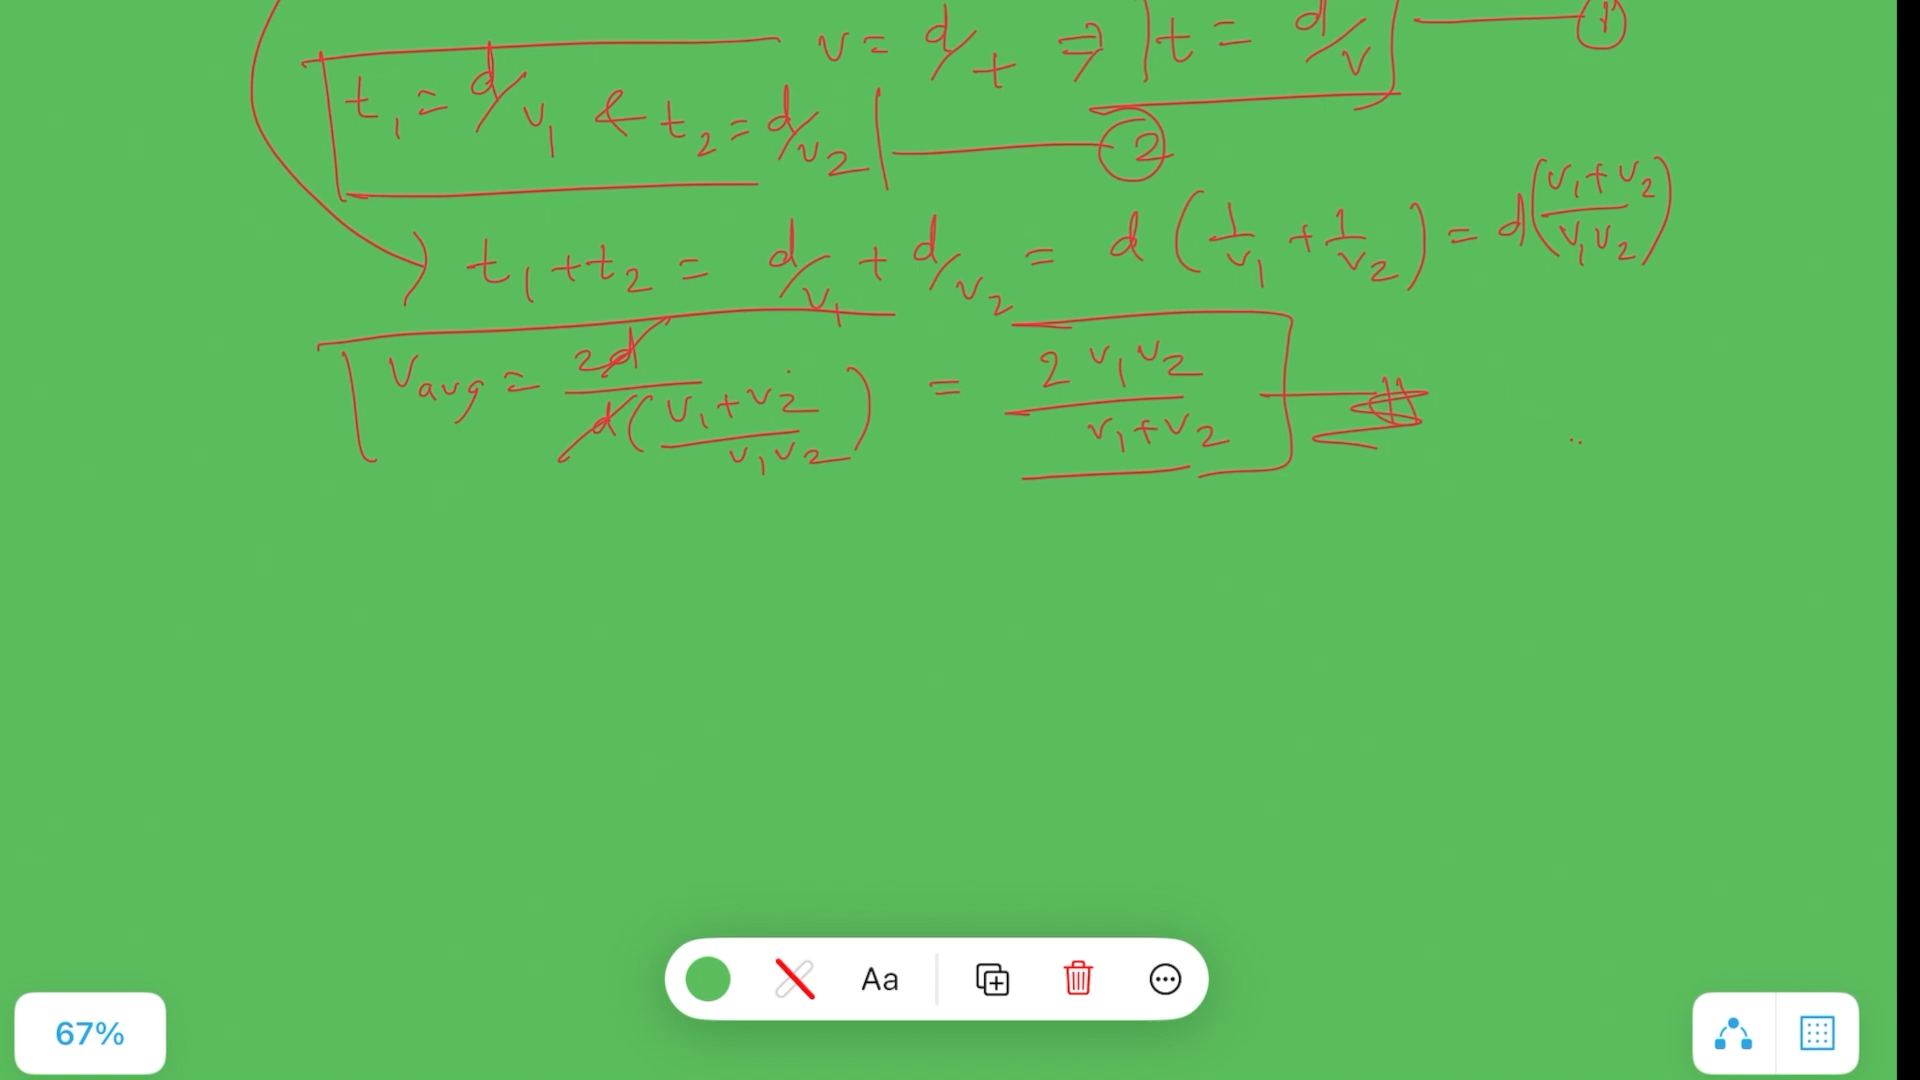 v = d/t ⇒ t = d/v ——— ①
t₁ = d/v₁ & t₂ = d/v₂ ——— ②
t₁ + t₂ = d/v₁ + d/v₂ = d (1/v₁ + 1/v₂) = d((v₁+v₂)/(v₁v₂))
Vavg = 2d/(d((v₁+v₂)/(v₁v₂))) = 2v₁v₂/(v₁+v₂)
Aa
67%